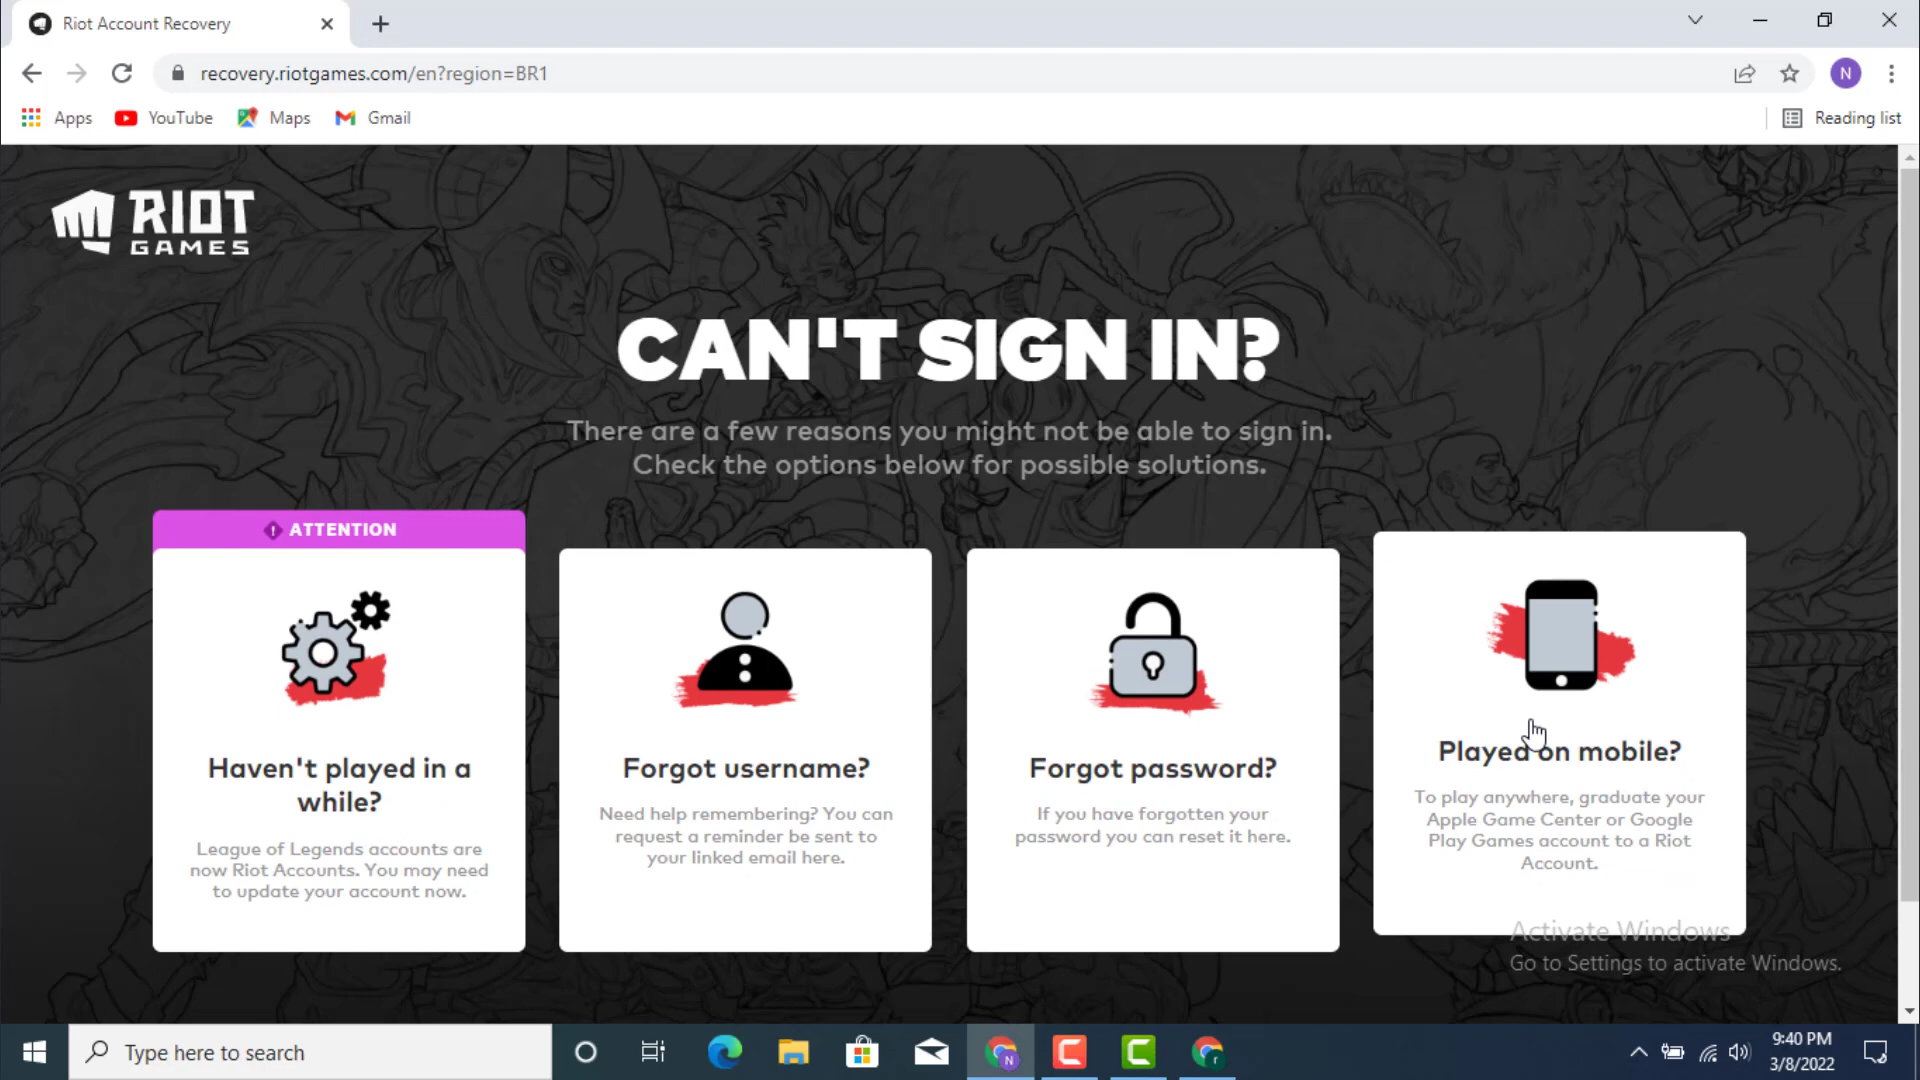 Riot Account Recovery
recovery.riotgames.com/en?region=BR1
N
Apps
YouTube
Maps
Gmail
Reading list
RIOT
GAMES
CAN'T SIGN IN?
There are a few reasons you might not be able to sign in.
Check the options below for possible solutions.
! ATTENTION
Haven't played in a
while?
League of Legends accounts are
now Riot Accounts. You may need
to update your account now.
Forgot username?
Need help remembering? You can
request a reminder be sent to
your linked email here.
Forgot password?
If you have forgotten your
password you can reset it here.
Played on mobile?
To play anywhere, graduate your
Apple Game Center or Google
Play Games account to a Riot
Account.
Activate Windows
Go to Settings to activate Windows.
Type here to search
N
r
9:40 PM
3/8/2022